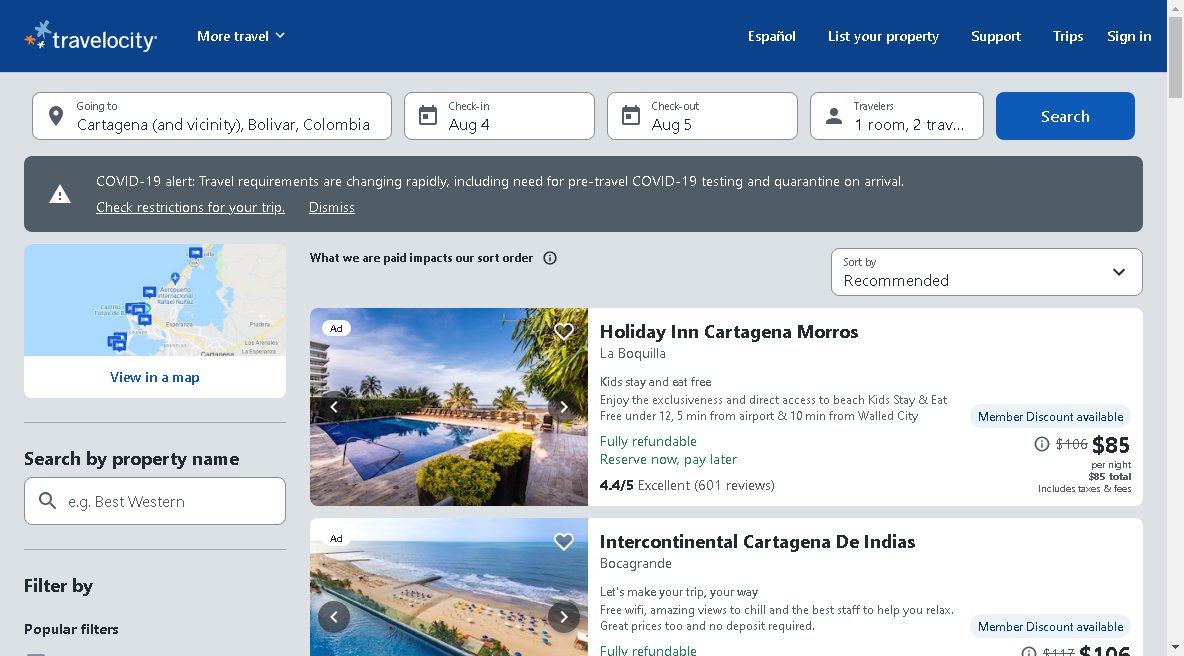 travelocity
More travel
Español
List your property
Support
Trips
Sign in
Going to
Cartagena (and vicinity), Bolivar, Colombia
Check-in
Aug 4
Check-out
Aug 5
Travelers
1 room, 2 trav...
Search
COVID-19 alert: Travel requirements are changing rapidly, including need for pre-travel COVID-19 testing and quarantine on arrival.
Check restrictions for your trip.
Dismiss
Aeropuerto
Internacional
Rafael Núñez
Esperanza
Pradera
Los Arenales
La Esperanza
Cartagena
View in a map
Search by property name
e.g. Best Western
Filter by
Popular filters
What we are paid impacts our sort order
Sort by
Recommended
Ad
Holiday Inn Cartagena Morros
La Boquilla
Kids stay and eat free
Enjoy the exclusiveness and direct access to beach Kids Stay & Eat
Free under 12, 5 min from airport & 10 min from Walled City
Fully refundable
Reserve now, pay later
4.4/5 Excellent (601 reviews)
Member Discount available
$106 $85
per night
$85 total
Includes taxes & fees
Ad
Intercontinental Cartagena De Indias
Bocagrande
Let's make your trip, your way
Free wifi, amazing views to chill and the best staff to help you relax.
Great prices too and no deposit required.
Fully refundable
Member Discount available
$117 $106